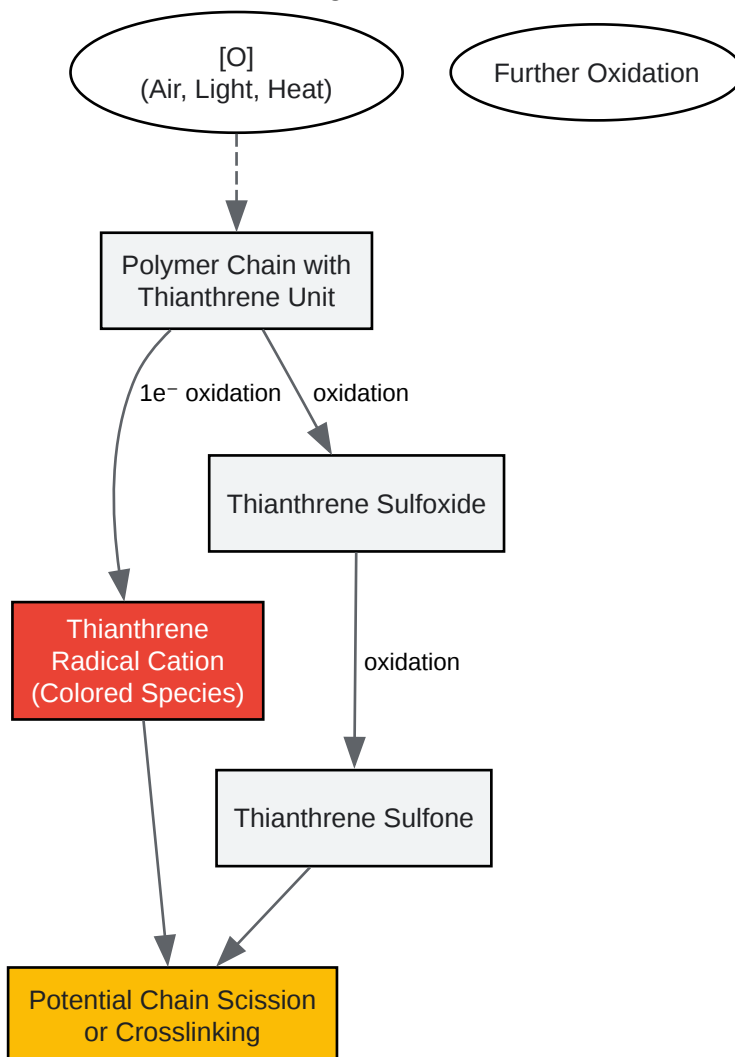 [O]
(Air, Light, Heat)
Further Oxidation
Polymer Chain with
Thianthrene Unit
1e⁻ oxidation
oxidation
Thianthrene Sulfoxide
Thianthrene
Radical Cation
(Colored Species)
oxidation
Thianthrene Sulfone
Potential Chain Scission
or Crosslinking